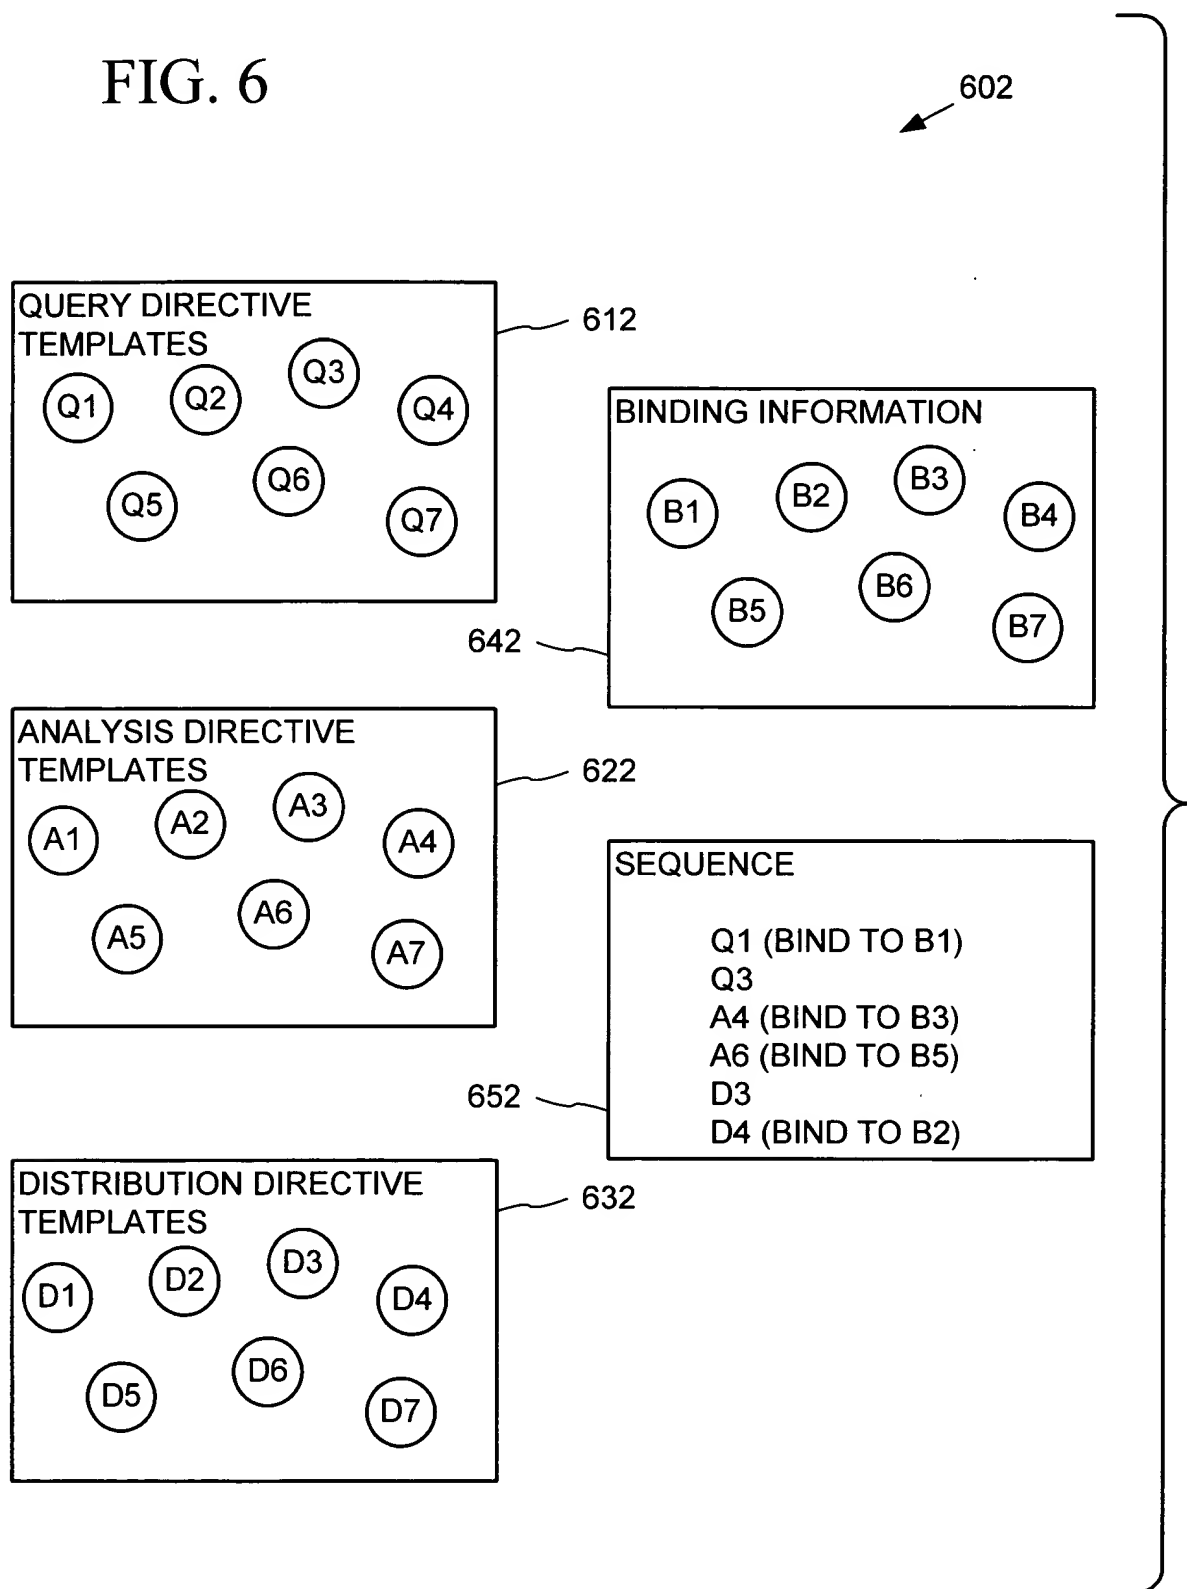 FIG. 6
602
QUERY DIRECTIVE
TEMPLATES
Q1
Q2
Q3
Q4
Q5
Q6
Q7
612
BINDING INFORMATION
B1
B2
B3
B4
B5
B6
B7
642
ANALYSIS DIRECTIVE
TEMPLATES
A1
A2
A3
A4
A5
A6
A7
622
SEQUENCE
Q1 (BIND TO B1)
Q3
A4 (BIND TO B3)
A6 (BIND TO B5)
D3
D4 (BIND TO B2)
652
DISTRIBUTION DIRECTIVE
TEMPLATES
D1
D2
D3
D4
D5
D6
D7
632